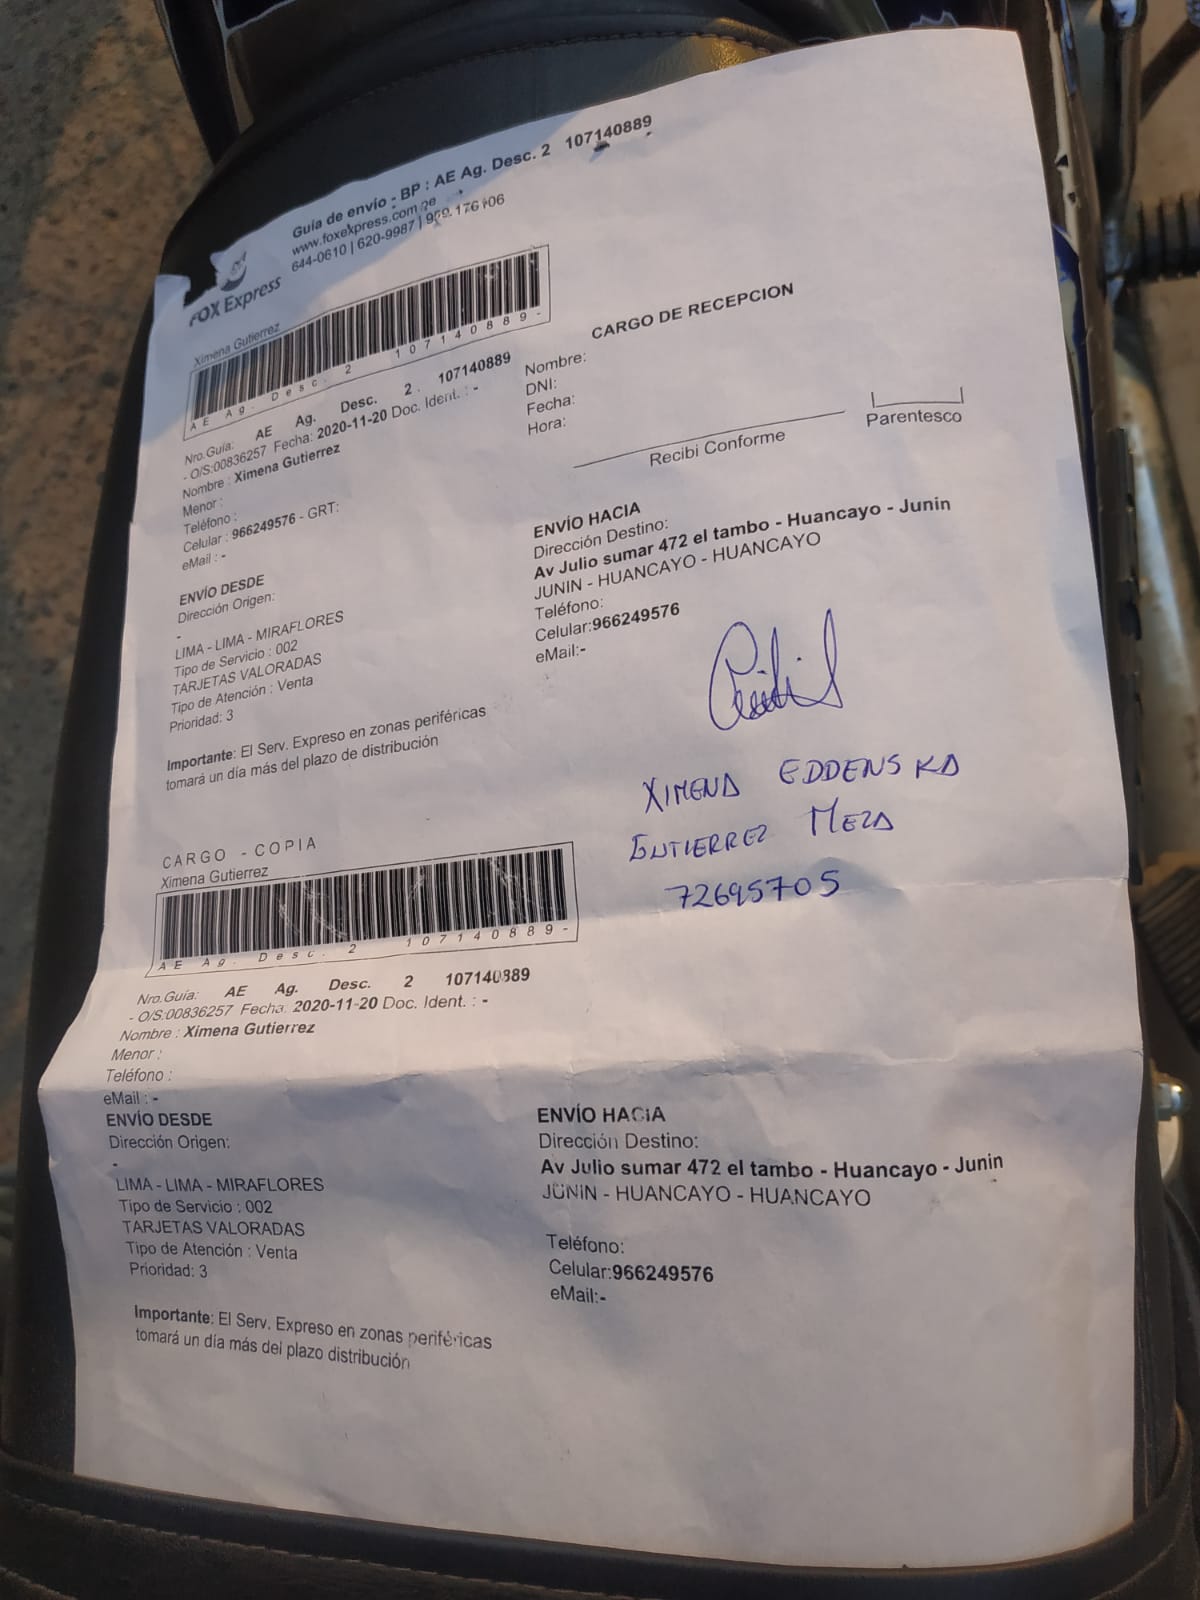 Guia de envío - BP : AE Ag. Desc. 2 107140889
www.foxexpress.com.pe
644-0610 | 620-9987 |
FOX Express
Ximena Gutierrez
AE Ag. Desc. 2 107140889-
Nro.Guía: AE Ag. Desc. 2 107140889
- O/S:00836257 Fecha: 2020-11-20 Doc. Ident. : -
Nombre : Ximena Gutierrez
Menor :
Teléfono :
Celular : 966249576 - GRT:
eMail : -
ENVÍO DESDE
Dirección Origen:
-
LIMA - LIMA - MIRAFLORES
Tipo de Servicio : 002
TARJETAS VALORADAS
Tipo de Atención : Venta
Prioridad: 3
Importante: El Serv. Expreso en zonas periféricas
tomará un día más del plazo de distribución
CARGO DE RECEPCION
Nombre:
DNI:
Fecha:
Hora:
Recibi Conforme
Parentesco
ENVÍO HACIA
Dirección Destino:
Av Julio sumar 472 el tambo - Huancayo - Junin
JUNIN - HUANCAYO - HUANCAYO
Teléfono:
Celular:966249576
eMail:-
XIMENA EDDENSKA
GUTIERREZ MEZA
72695705
CARGO - COPIA
Ximena Gutierrez
AE Ag. Desc. 2 107140889-
Nro.Guía: AE Ag. Desc. 2 107140889
- O/S:00836257 Fecha: 2020-11-20 Doc. Ident. : -
Nombre : Ximena Gutierrez
Menor :
Teléfono :
eMail : -
ENVÍO DESDE
Dirección Origen:
-
LIMA - LIMA - MIRAFLORES
Tipo de Servicio : 002
TARJETAS VALORADAS
Tipo de Atención : Venta
Prioridad: 3
Importante: El Serv. Expreso en zonas periféricas
tomará un día más del plazo distribución
ENVÍO HACIA
Dirección Destino:
Av Julio sumar 472 el tambo - Huancayo - Junin
JUNIN - HUANCAYO - HUANCAYO
Teléfono:
Celular:966249576
eMail:-